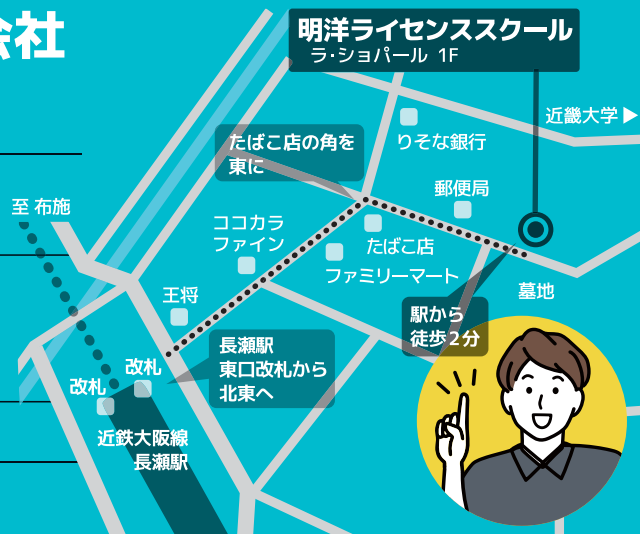 会社
明洋ライセンススクール
ラ・ショパール 1F
近畿大学▶
たばこ店の角を
東に
りそな銀行
郵便局
至 布施
ココカラ
ファイン
たばこ店
ファミリーマート
墓地
王将
駅から
徒歩2分
長瀬駅
東口改札から
北東へ
改札
改札
近鉄大阪線
長瀬駅